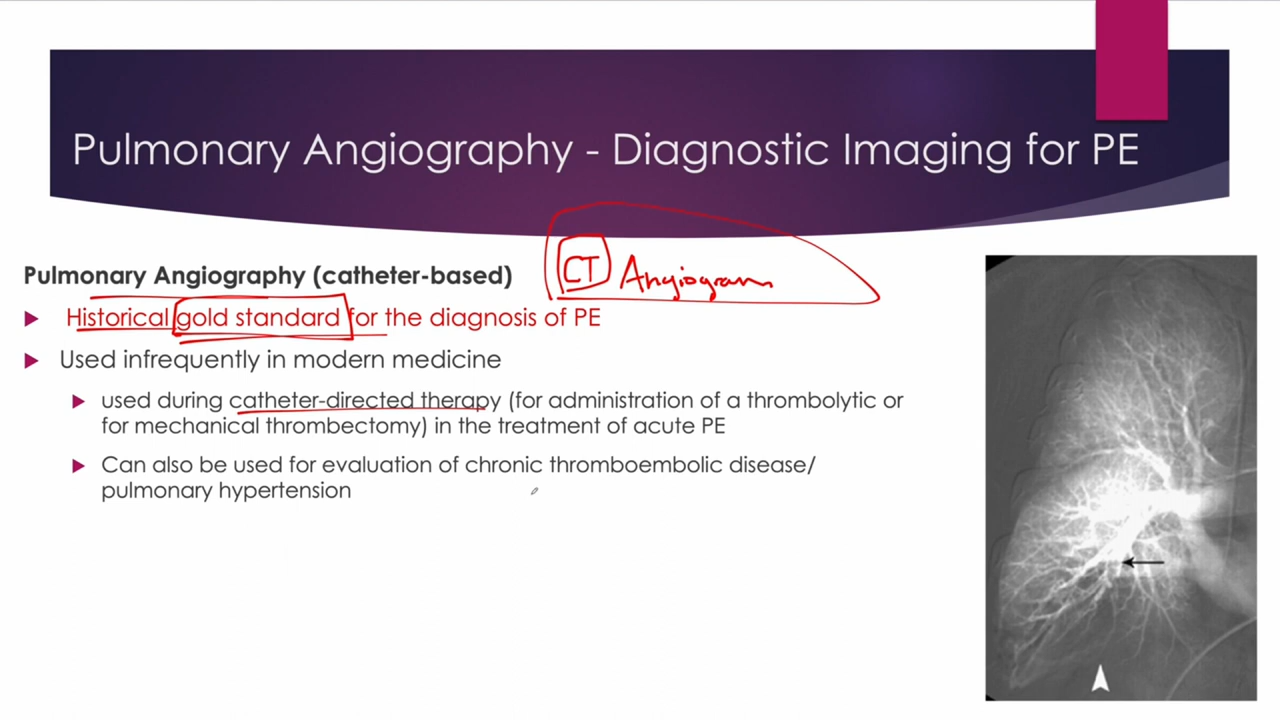 Pulmonary Angiography - Diagnostic Imaging for PE
CT Angiogram
Pulmonary Angiography (catheter-based)
Historical gold standard for the diagnosis of PE
Used infrequently in modern medicine
used during catheter-directed therapy (for administration of a thrombolytic or
for mechanical thrombectomy) in the treatment of acute PE
Can also be used for evaluation of chronic thromboembolic disease/
pulmonary hypertension